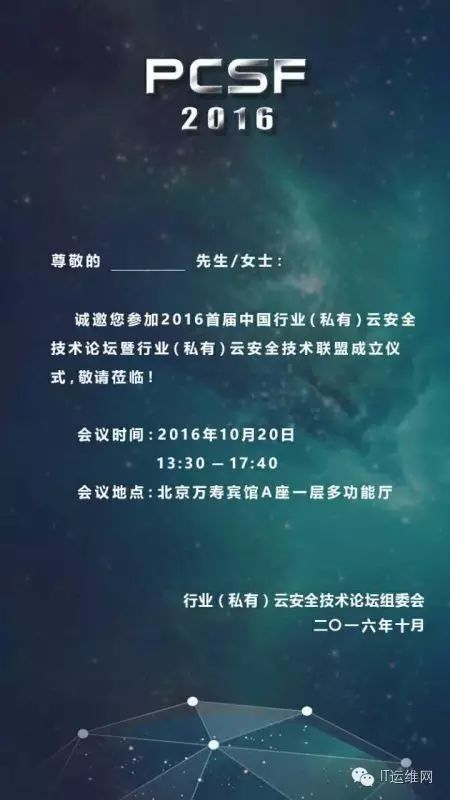 PCSF
2016
尊敬的 ________ 先生/女士：
诚邀您参加2016首届中国行业（私有）云安全
技术论坛暨行业（私有）云安全技术联盟成立仪
式，敬请莅临！
会议时间：2016年10月20日
13:30 — 17:40
会议地点：北京万寿宾馆A座一层多功能厅
行业（私有）云安全技术论坛组委会
二〇一六年十月
IT运维网